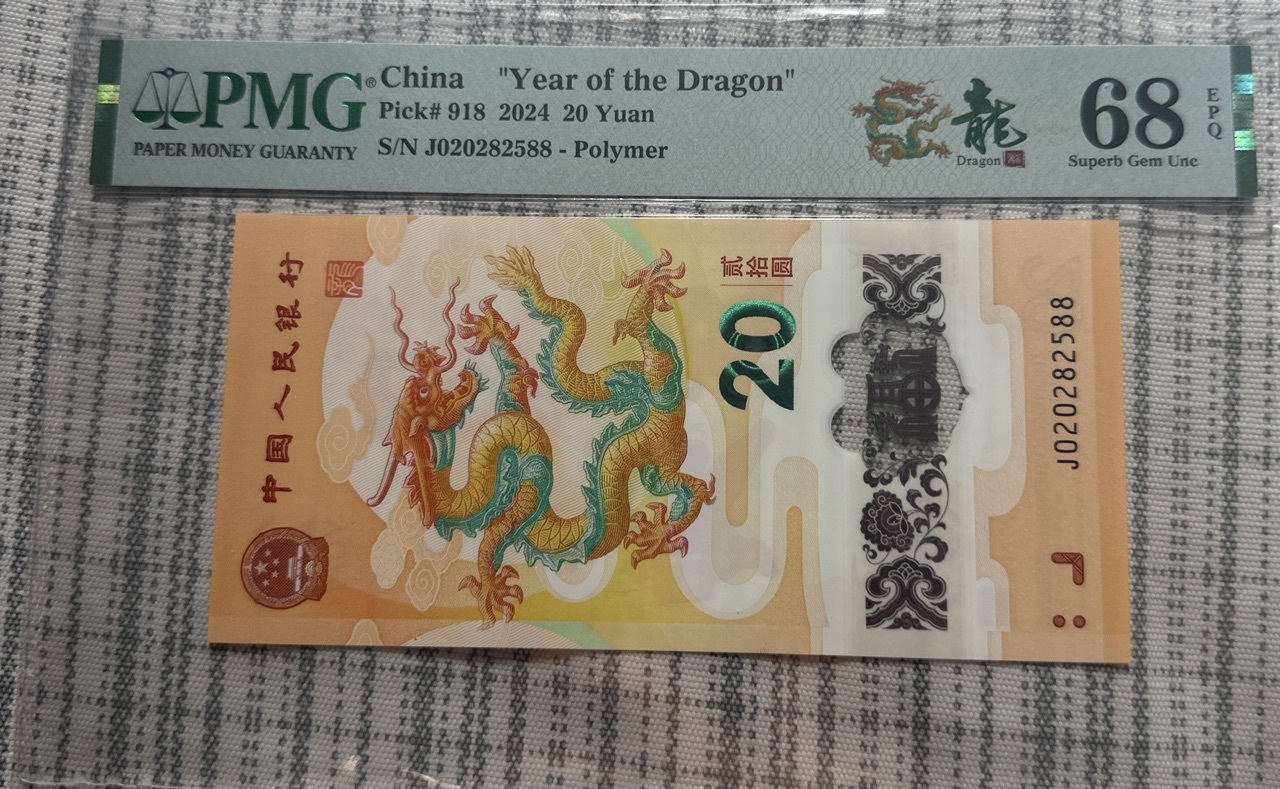 PMG®
PAPER MONEY GUARANTY
China "Year of the Dragon"
Pick# 918 2024 20 Yuan
S/N J020282588 - Polymer
龍
Dragon
68
EPQ
Superb Gem Unc
中国人民银行
贰拾圆
20
J020282588